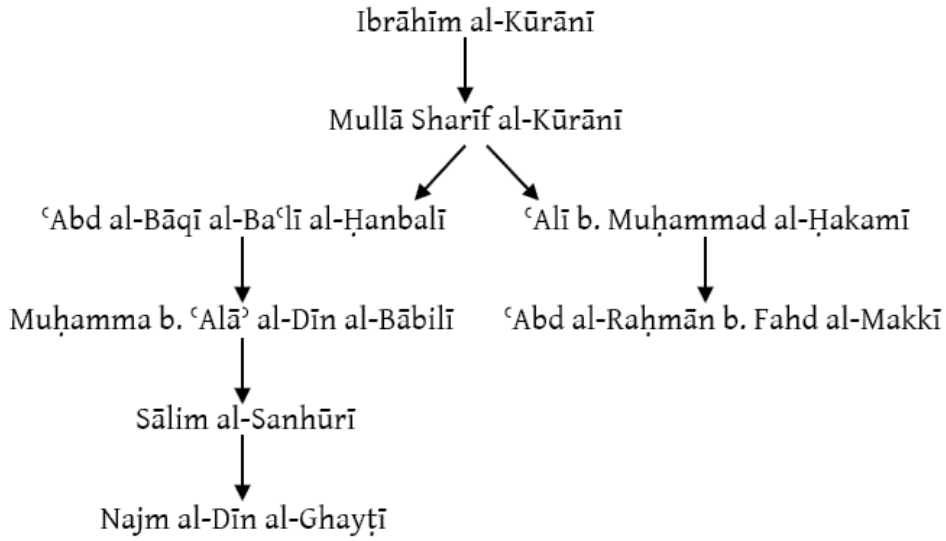 Ibrāhīm al-Kūrānī
Mullā Sharīf al-Kūrānī
ʿAbd al-Bāqī al-Baʿlī al-Ḥanbalī
ʿAlī b. Muḥammad al-Ḥakamī
Muḥamma b. ʿAlāʾ al-Dīn al-Bābilī
ʿAbd al-Raḥmān b. Fahd al-Makkī
Sālim al-Sanhūrī
Najm al-Dīn al-Ghayṭī